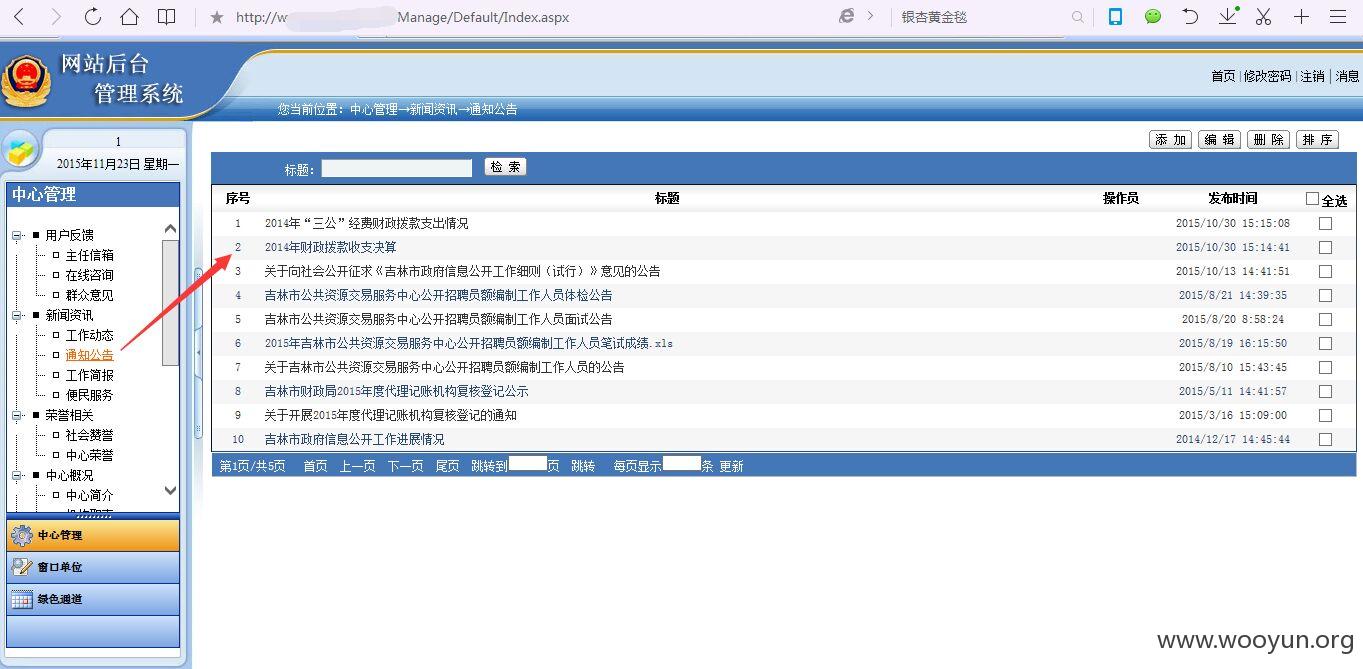 http://w Manage/Default/Index.aspx
银杏黄金毯
网站后台
管理系统
首页|修改密码|注销|消息
您当前位置：中心管理→新闻资讯→通知公告
1
2015年11月23日 星期一
添 加 编 辑 删 除 排 序
中心管理
标题： 检 索
用户反馈
主任信箱
在线咨询
群众意见
新闻资讯
工作动态
通知公告
工作简报
便民服务
荣誉相关
社会赞誉
中心荣誉
中心概况
中心简介
中心管理
窗口单位
绿色通道
序号 标题 操作员 发布时间 全选
1 2014年“三公”经费财政拨款支出情况 2015/10/30 15:15:08
2 2014年财政拨款收支决算 2015/10/30 15:14:41
3 关于向社会公开征求《吉林市政府信息公开工作细则（试行）》意见的公告 2015/10/13 14:41:51
4 吉林市公共资源交易服务中心公开招聘员额编制工作人员体检公告 2015/8/21 14:39:35
5 吉林市公共资源交易服务中心公开招聘员额编制工作人员面试公告 2015/8/20 8:58:24
6 2015年吉林市公共资源交易服务中心公开招聘员额编制工作人员笔试成绩.xls 2015/8/19 16:15:50
7 关于吉林市公共资源交易服务中心公开招聘员额编制工作人员的公告 2015/8/10 15:43:45
8 吉林市财政局2015年度代理记账机构复核登记公示 2015/5/11 14:41:57
9 关于开展2015年度代理记账机构复核登记的通知 2015/3/16 15:09:00
10 吉林市政府信息公开工作进展情况 2014/12/17 14:45:44
第1页/共5页 首页 上一页 下一页 尾页 跳转到 页 跳转 每页显示 条 更新
www.wooyun.org